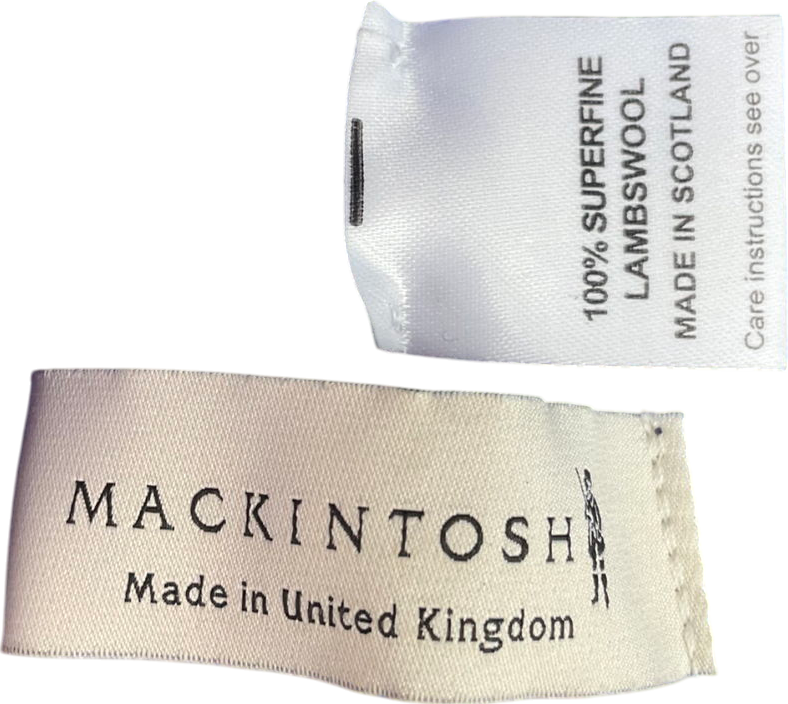 100% SUPERFINE
LAMBSWOOL
MADE IN SCOTLAND
Care instructions see over
MACKINTOSH
Made in United Kingdom